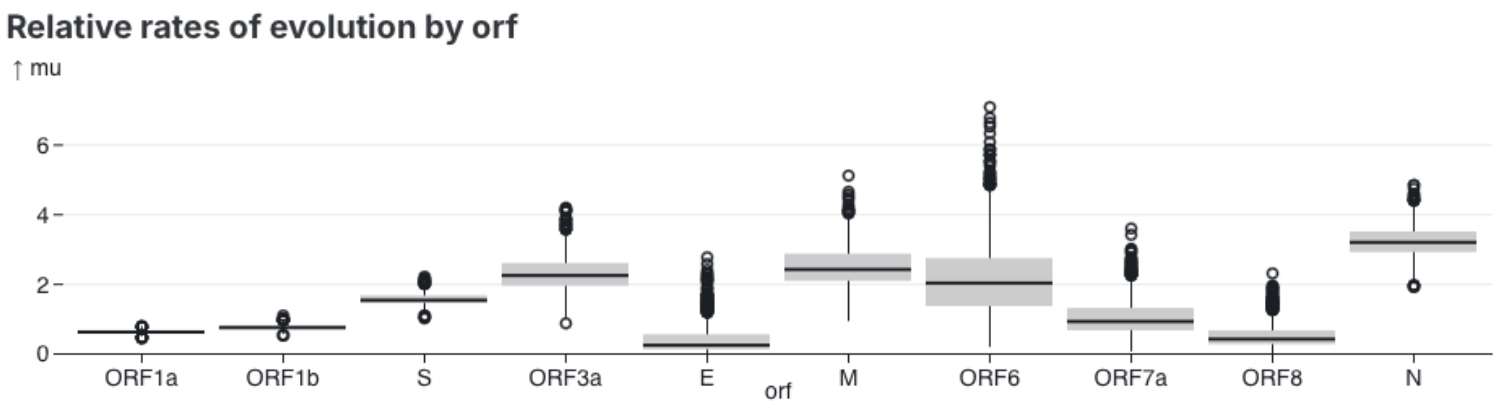 Relative rates of evolution by orf
↑ mu
6
4
2
0
ORF1a ORF1b S ORF3a E M ORF6 ORF7a ORF8 N
orf